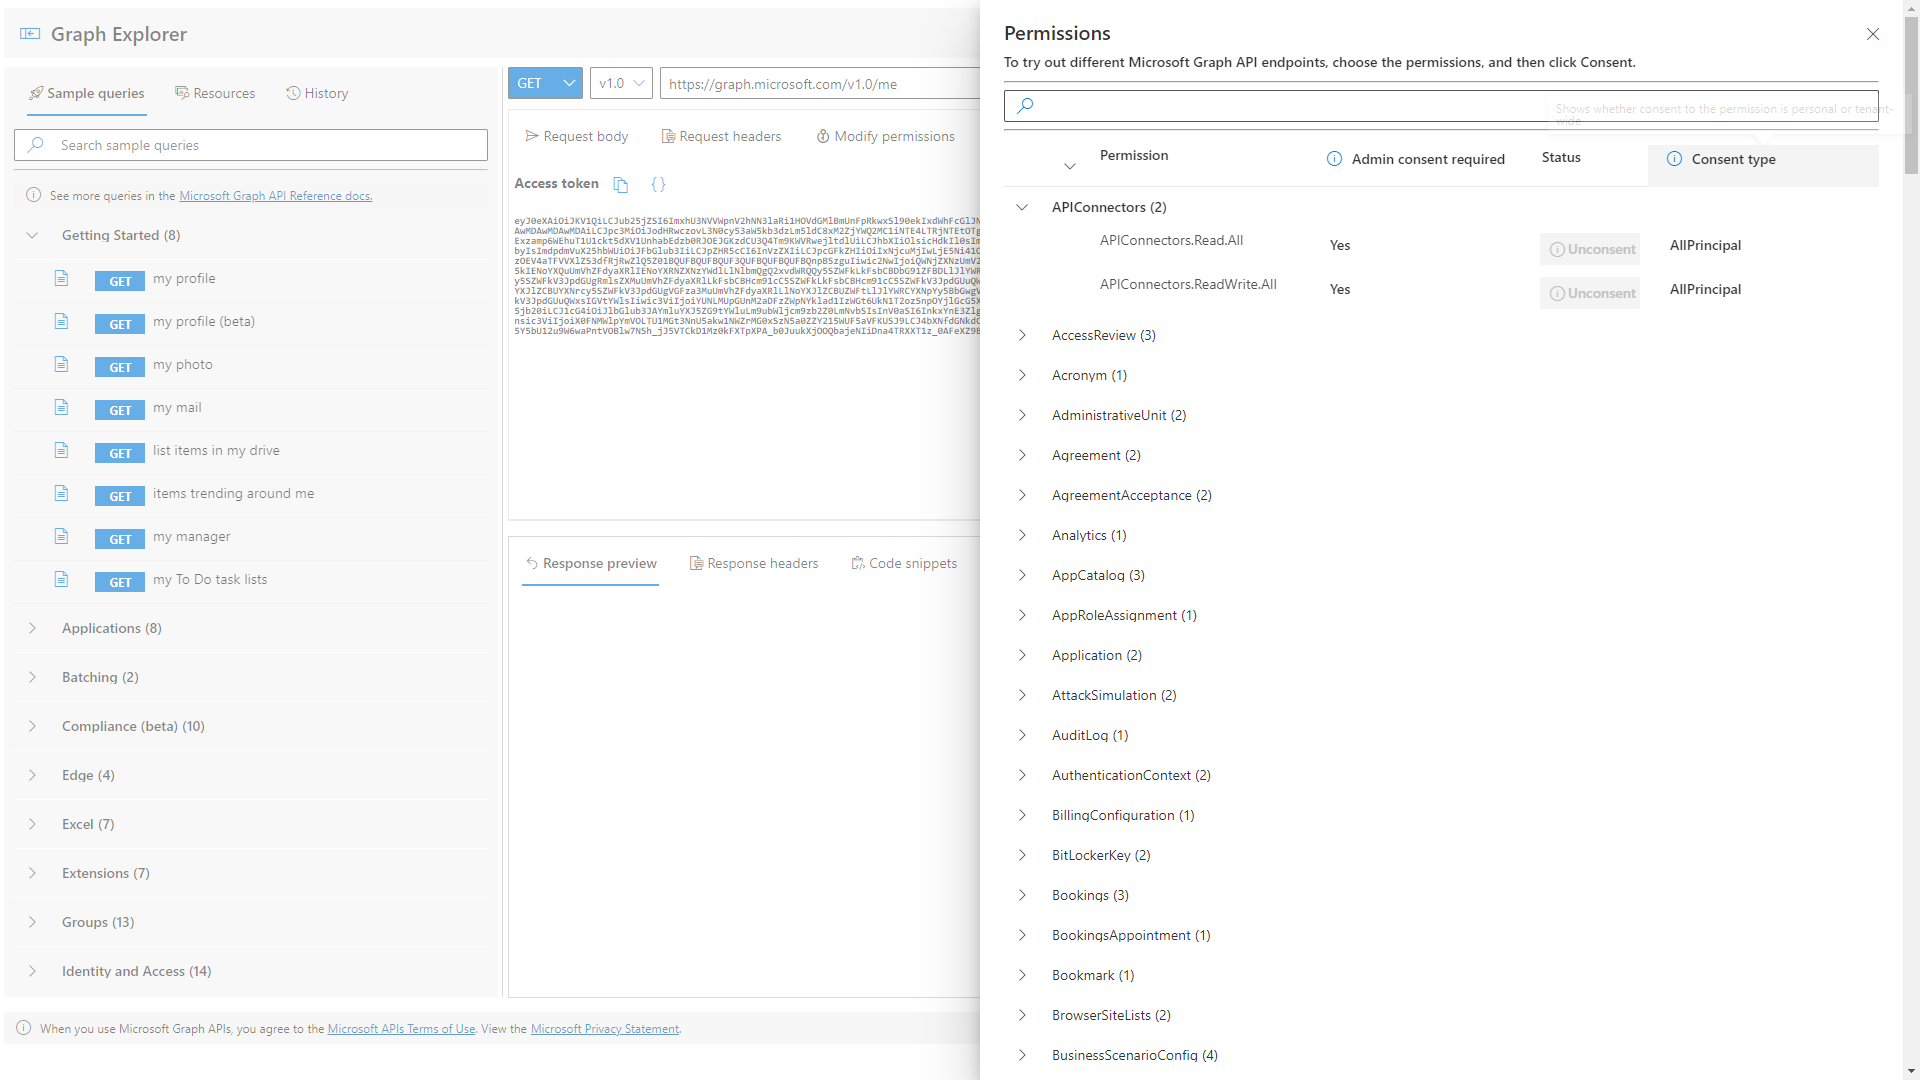 Graph Explorer
Sample queries
Resources
History
Search sample queries
See more queries in the Microsoft Graph API Reference docs.
Getting Started (8)
GET my profile
GET my profile (beta)
GET my photo
GET my mail
GET list items in my drive
GET items trending around me
GET my manager
GET my To Do task lists
Applications (8)
Batching (2)
Compliance (beta) (10)
Edge (4)
Excel (7)
Extensions (7)
Groups (13)
Identity and Access (14)
GET
v1.0
https://graph.microsoft.com/v1.0/me
Request body
Request headers
Modify permissions
Access token
{}
Response preview
Response headers
Code snippets
When you use Microsoft Graph APIs, you agree to the Microsoft APIs Terms of Use. View the Microsoft Privacy Statement.
Permissions
To try out different Microsoft Graph API endpoints, choose the permissions, and then click Consent.
Shows whether consent to the permission is personal or tenant-
wide
Permission
Admin consent required
Status
Consent type
APIConnectors (2)
APIConnectors.Read.All Yes Unconsent AllPrincipal
APIConnectors.ReadWrite.All Yes Unconsent AllPrincipal
AccessReview (3)
Acronym (1)
AdministrativeUnit (2)
Agreement (2)
AgreementAcceptance (2)
Analytics (1)
AppCatalog (3)
AppRoleAssignment (1)
Application (2)
AttackSimulation (2)
AuditLog (1)
AuthenticationContext (2)
BillingConfiguration (1)
BitLockerKey (2)
Bookings (3)
BookingsAppointment (1)
Bookmark (1)
BrowserSiteLists (2)
BusinessScenarioConfig (4)